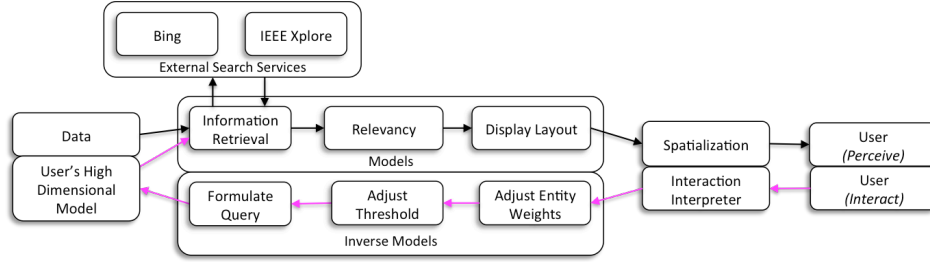 Bing
IEEE Xplore
External Search Services
Data
Information
Retrieval
Relevancy
Display Layout
Models
Spatialization
User
(Perceive)
User's High
Dimensional
Model
Formulate
Query
Adjust
Threshold
Adjust Entity
Weights
Inverse Models
Interaction
Interpreter
User
(Interact)